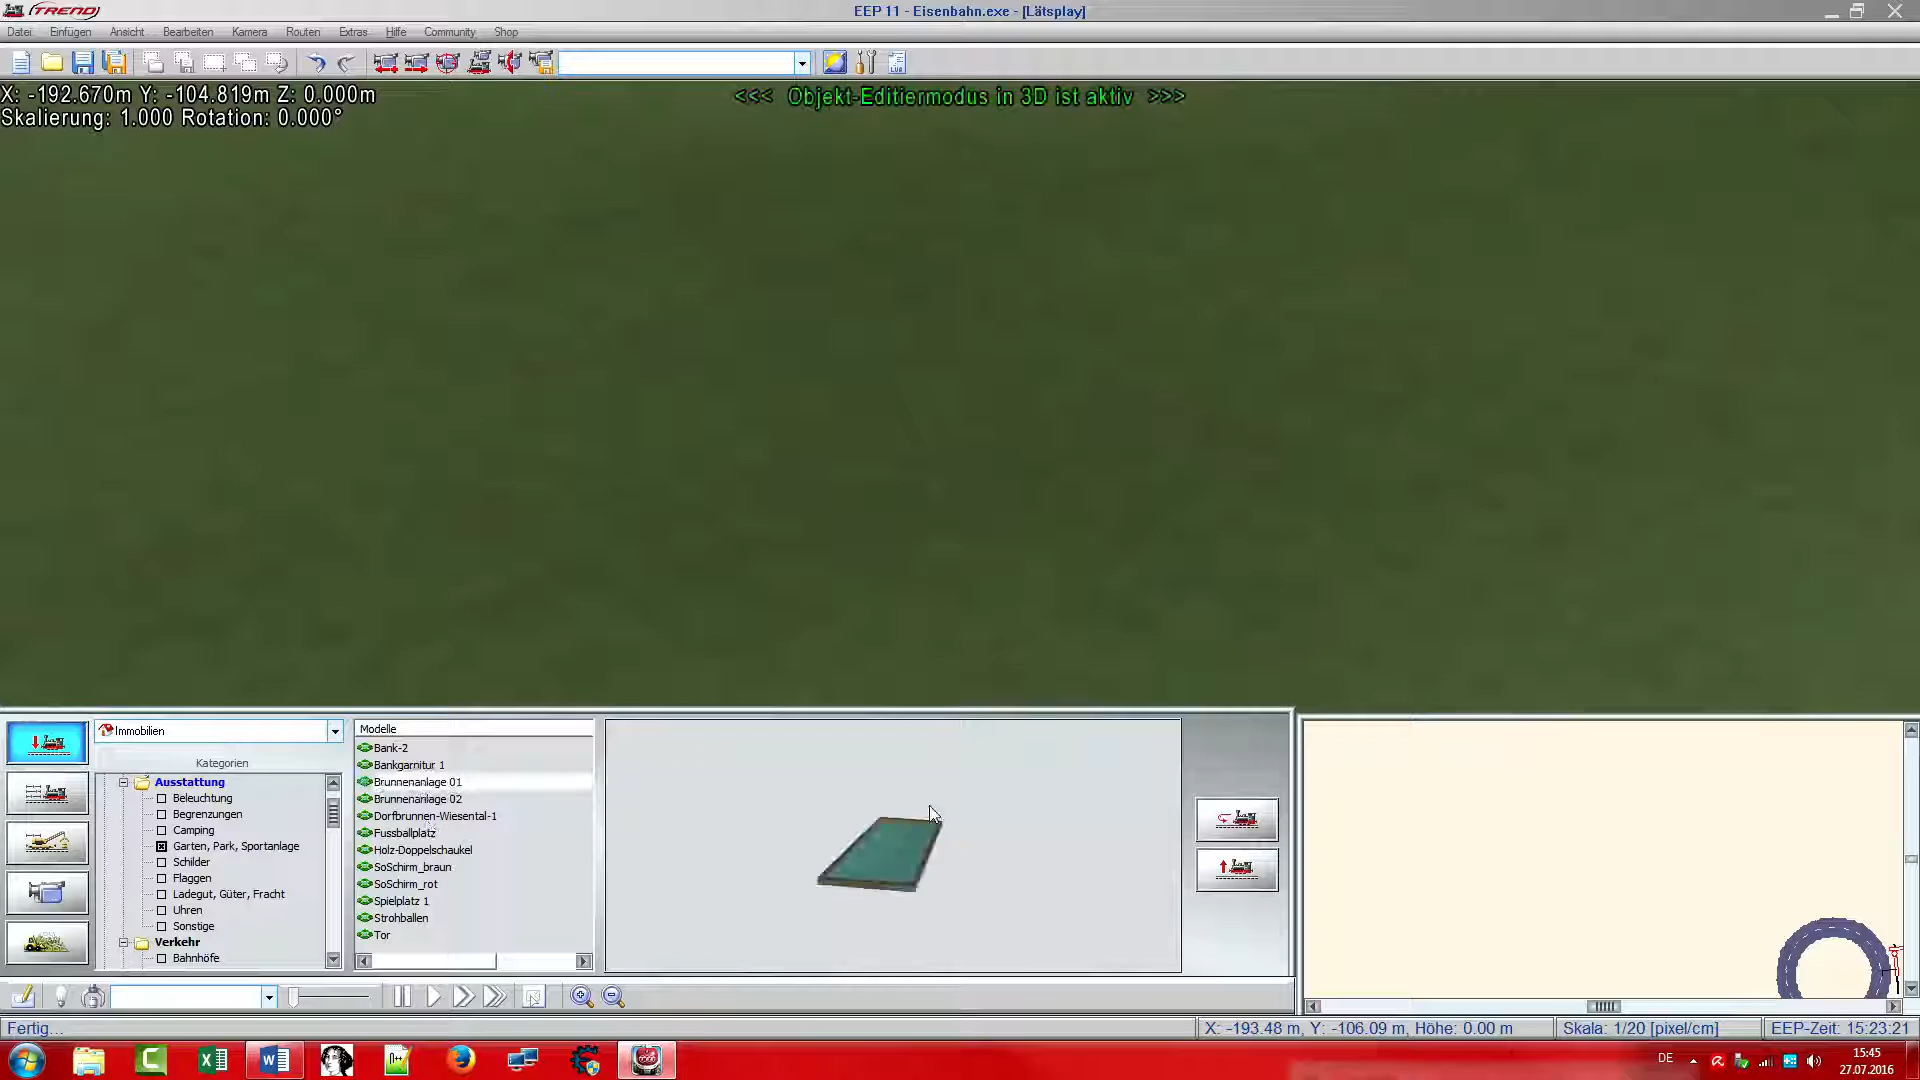 TREND
EEP 11 - Eisenbahn.exe - [Lätsplay]
Datei Einfügen Ansicht Bearbeiten Kamera Routen Extras Hilfe Community Shop
LUA
X: -192.670m Y: -104.819m Z: 0.000m
<<< Objekt-Editiermodus in 3D ist aktiv >>>
Skalierung: 1.000 Rotation: 0.000°
Immobilien
Kategorien
Ausstattung
Beleuchtung
Begrenzungen
Camping
Garten, Park, Sportanlage
Schilder
Flaggen
Ladegut, Güter, Fracht
Uhren
Sonstige
Verkehr
Bahnhöfe
Modelle
Bank-2
Bankgarnitur 1
Brunnenanlage 01
Brunnenanlage 02
Dorfbrunnen-Wiesental-1
Fussballplatz
Holz-Doppelschaukel
SoSchirm_braun
SoSchirm_rot
Spielplatz 1
Strohballen
Tor
Fertig...
X: -193.48 m, Y: -106.09 m, Höhe: 0.00 m
Skala: 1/20 [pixel/cm]
EEP-Zeit: 15:23:21
DE
15:45
27.07.2016